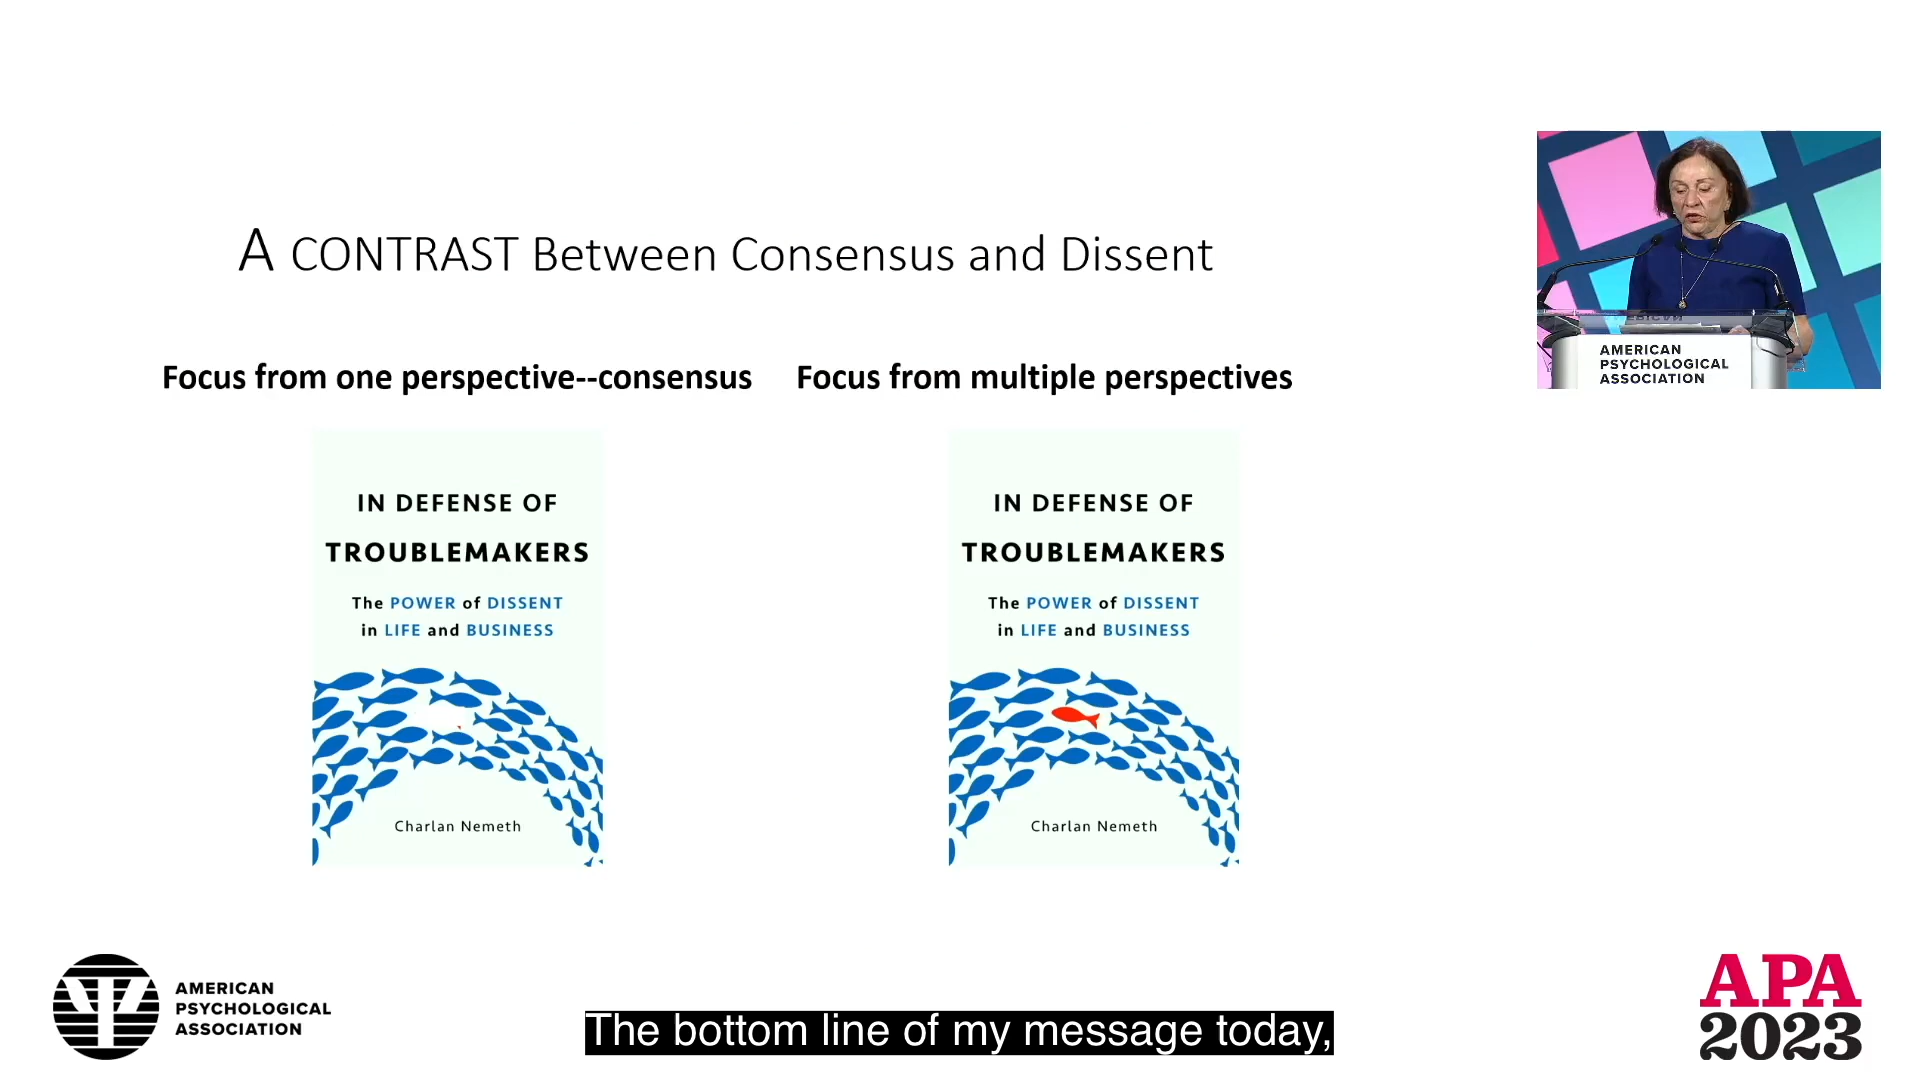 A CONTRAST Between Consensus and Dissent
Focus from one perspective--consensus
IN DEFENSE OF
TROUBLEMAKERS
The POWER of DISSENT
in LIFE and BUSINESS
Charlan Nemeth
Focus from multiple perspectives
IN DEFENSE OF
TROUBLEMAKERS
The POWER of DISSENT
in LIFE and BUSINESS
Charlan Nemeth
AMERICAN
PSYCHOLOGICAL
ASSOCIATION
AMERICAN
PSYCHOLOGICAL
ASSOCIATION
The bottom line of my message today,
APA
2023